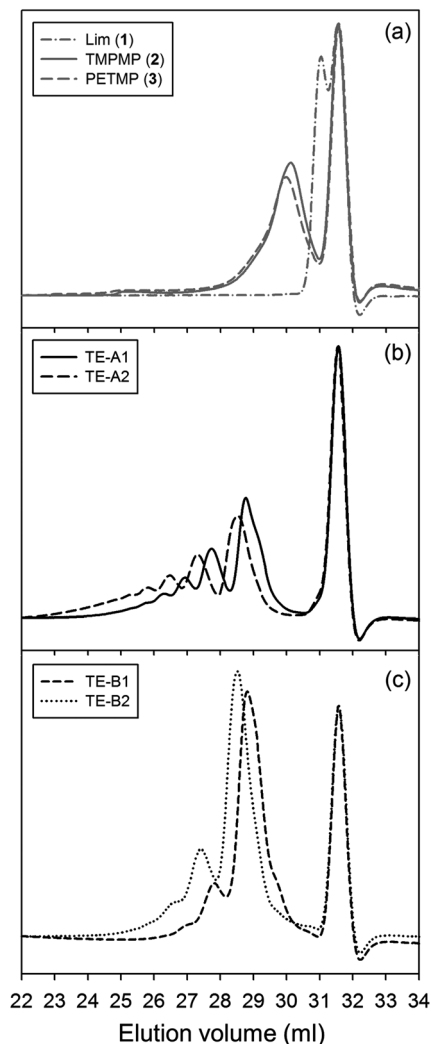 (a)
Lim (1)
TMPMP (2)
PETMP (3)
(b)
TE-A1
TE-A2
(c)
TE-B1
TE-B2
22 23 24 25 26 27 28 29 30 31 32 33 34
Elution volume (ml)